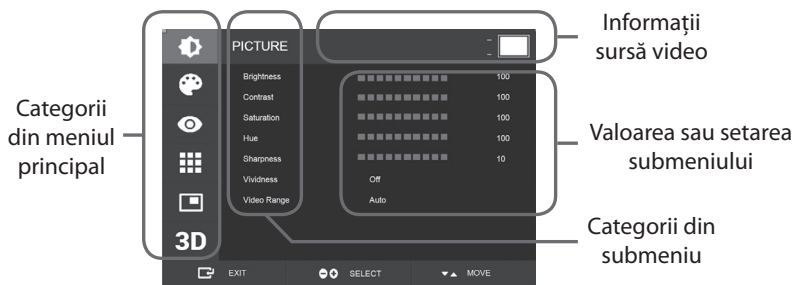 Informații
sursă video
PICTURE
Brightness 100
Contrast 100
Saturation 100
Hue 100
Sharpness 10
Vividness Off
Video Range Auto
3D
EXIT SELECT MOVE
Categorii
din meniul
principal
Valoarea sau setarea
submeniului
Categorii din
submeniu